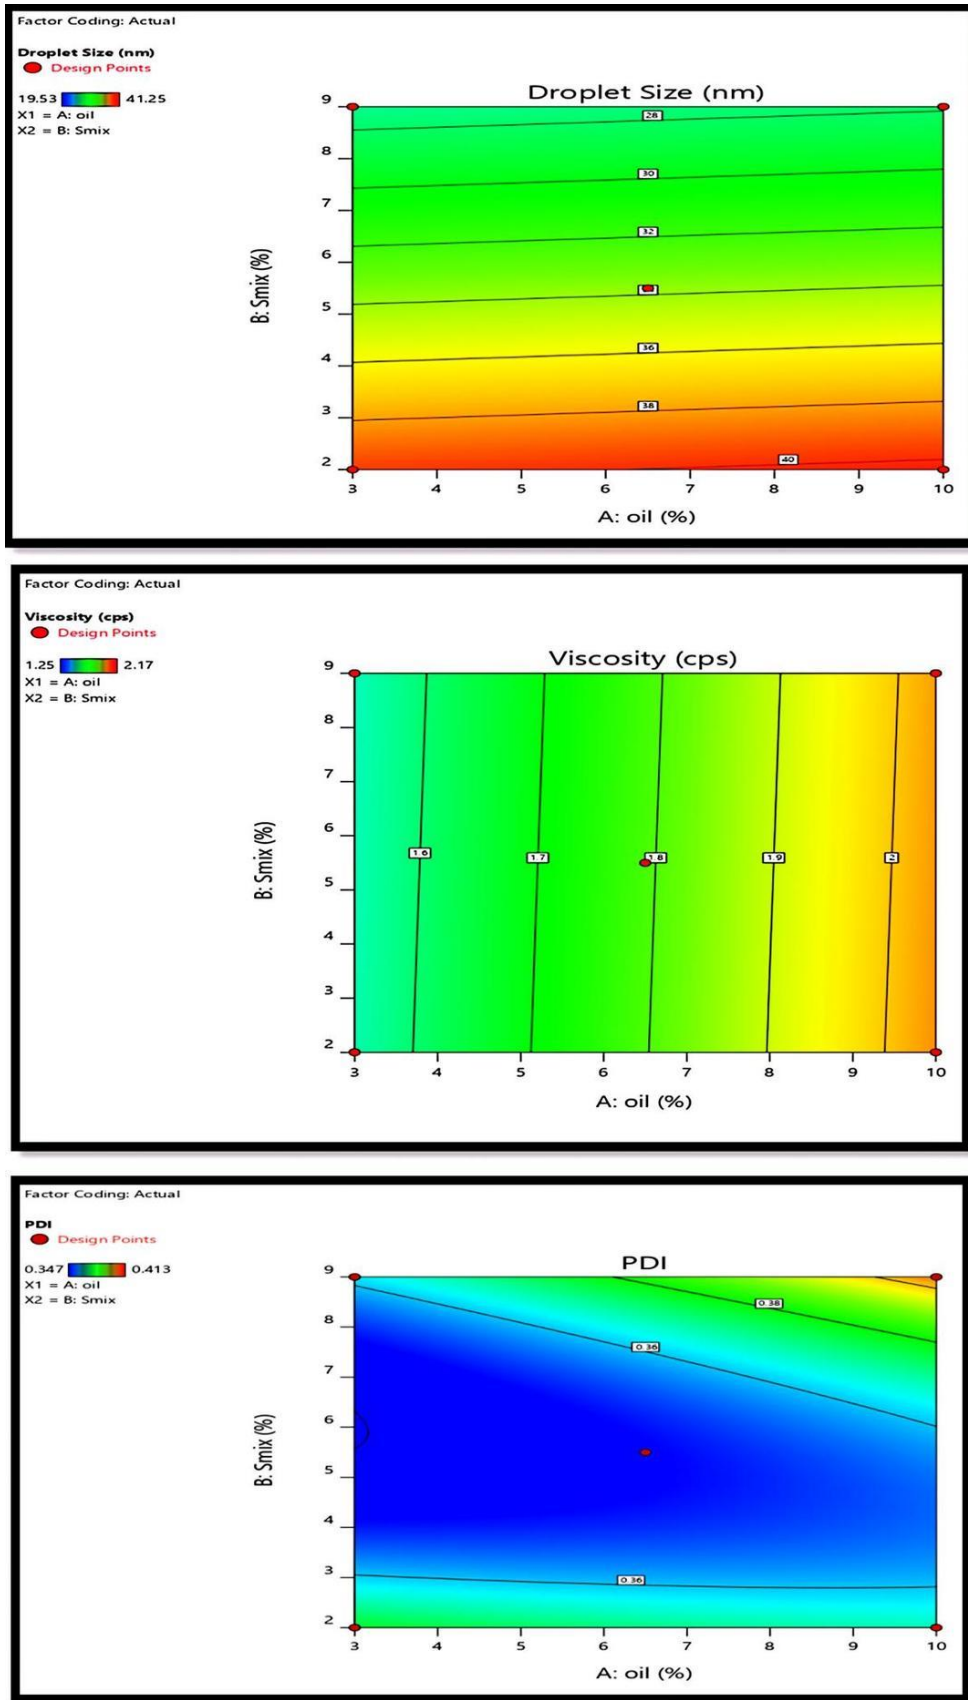 Factor Coding: Actual
Droplet Size (nm)
Design Points
19.53 41.25
X1 = A: oil
X2 = B: Smix
Droplet Size (nm)
9
8
7
6
5
4
3
2
B: Smix (%)
28
30
32
36
38
40
3 4 5 6 7 8 9 10
A: oil (%)
Factor Coding: Actual
Viscosity (cps)
Design Points
1.25 2.17
X1 = A: oil
X2 = B: Smix
Viscosity (cps)
9
8
7
6
5
4
3
2
B: Smix (%)
1.6 1.7 1.8 1.9 2
3 4 5 6 7 8 9 10
A: oil (%)
Factor Coding: Actual
PDI
Design Points
0.347 0.413
X1 = A: oil
X2 = B: Smix
PDI
9
8
7
6
5
4
3
2
B: Smix (%)
0.38
0.36
0.36
3 4 5 6 7 8 9 10
A: oil (%)